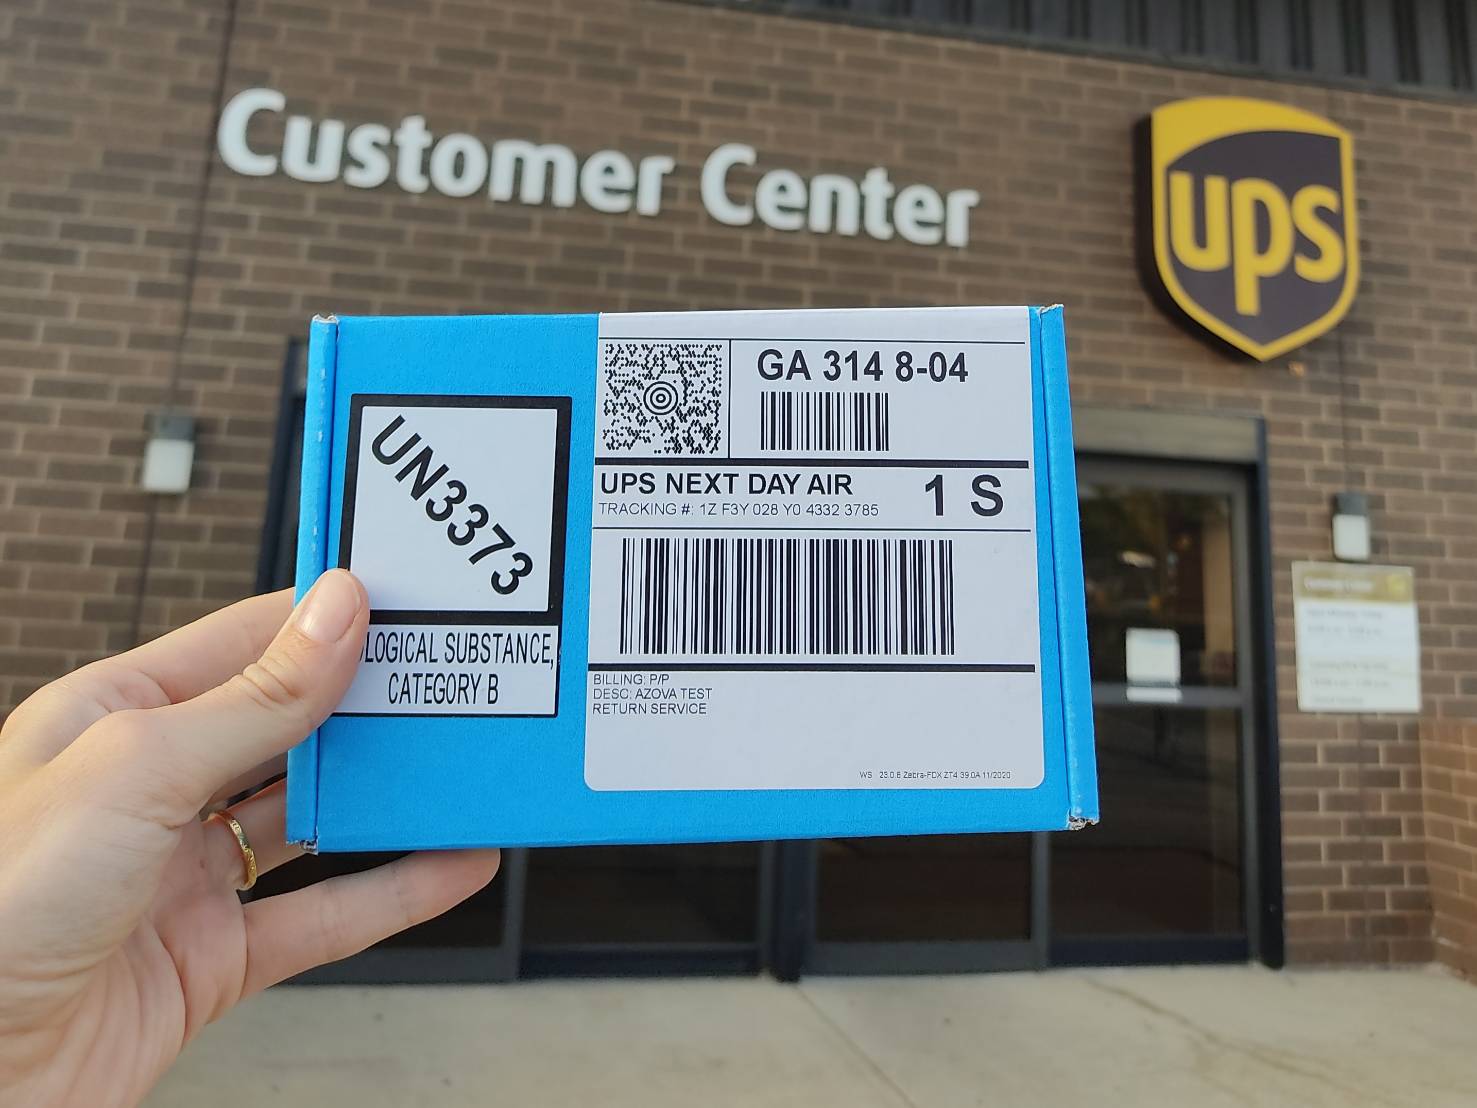 Customer Center
ups
GA 314 8-04
UPS NEXT DAY AIR
1 S
TRACKING #: 1Z F3Y 028 Y0 4332 3785
UN3373
LOGICAL SUBSTANCE,
CATEGORY B
BILLING: P/P
DESC: AZOVA TEST
RETURN SERVICE
WS 23.0.8 Zebra-FDX ZT4 39.0A 11/2020